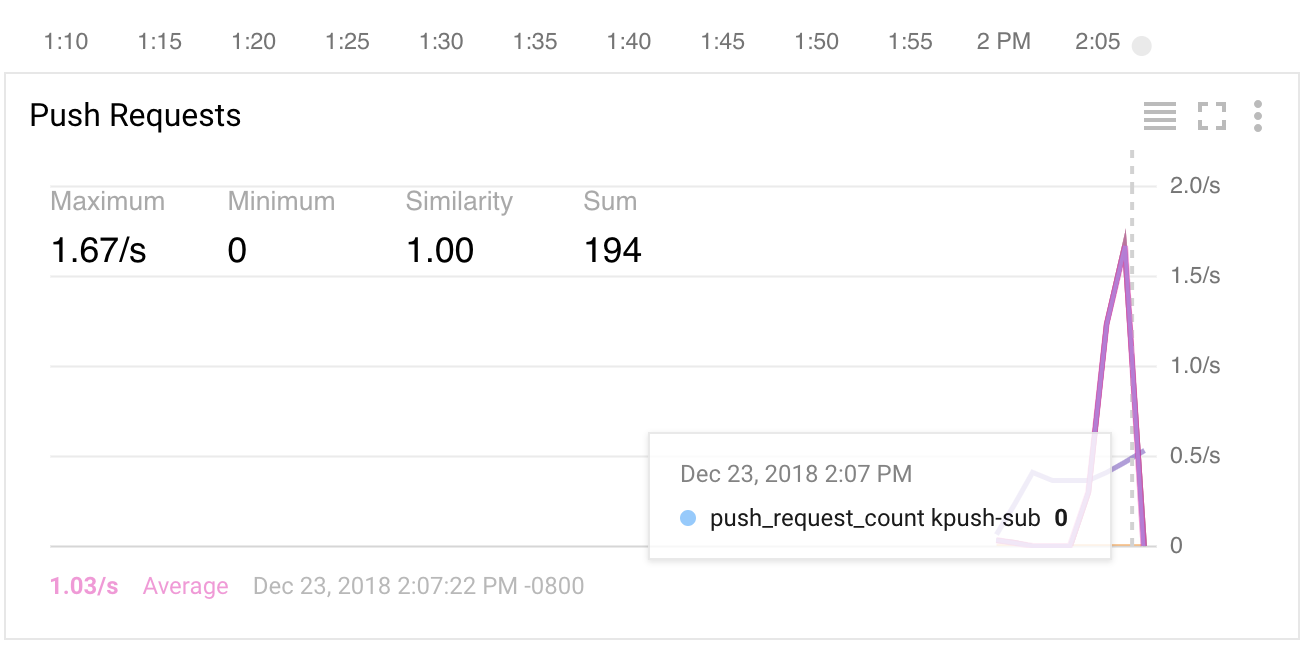 1:10 1:15 1:20 1:25 1:30 1:35 1:40 1:45 1:50 1:55 2 PM 2:05
Push Requests
2.0/s
Maximum Minimum Similarity Sum
1.67/s 0 1.00 194
1.5/s
1.0/s
0.5/s
Dec 23, 2018 2:07 PM
push_request_count kpush-sub 0
0
1.03/s Average Dec 23, 2018 2:07:22 PM -0800